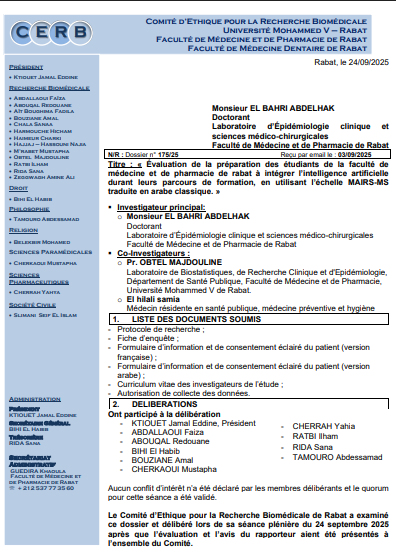 CERB
COMITÉ D'ETHIQUE POUR LA RECHERCHE BIOMÉDICALE
UNIVERSITÉ MOHAMMED V – RABAT
FACULTÉ DE MÉDECINE ET DE PHARMACIE DE RABAT
FACULTÉ DE MÉDECINE DENTAIRE DE RABAT
PRÉSIDENT
• KTIOUET JAMAL EDDINE
RECHERCHE BIOMÉDICALE
• ABDALLAOUI FAÏZA
• ABOUQAL REDOUANE
• AÏT BOUGHIMA FADILA
• BOUZIANE AMAL
• CHALA SANAA
• HARMOUCHE HICHAM
• HAMEUR CHARKI
• HAJJAJ – HASSOUNI NAJIA
• M'RABET MUSTAPHA
• OBTEL MAJDOULINE
• RATBI ILHAM
• RIDA SANA
• ZEGGWAGH AMINE ALI
DROIT
• BIHI EL HABIB
PHILOSOPHIE
• TAMOURO ABDESSAMAD
RELIGION
• BELEKBIR MOHAMED
SCIENCES PARAMÉDICALES
• CHERKAOUI MUSTAPHA
SCIENCES
PHARMACEUTIQUES
• CHERRAH YAHYA
SOCIÉTÉ CIVILE
• SLIMANI SEIF EL ISLAM
ADMINISTRATION
PRÉSIDENT
KTIOUET JAMAL EDDINE
SECRÉTAIRE GÉNÉRAL
BIHI EL HABIB
TRÉSORIÈRE
RIDA SANA
SECRÉTARIAT
ADMINISTRATIF
GUEDIRA KHADIJA
FACULTÉ DE MÉDECINE ET
DE PHARMACIE DE RABAT
☏ + 212 537 77 35 60
Rabat, le 24/09/2025
Monsieur EL BAHRI ABDELHAK
Doctorant
Laboratoire d'Épidémiologie clinique et
sciences médico-chirurgicales
Faculté de Médecine et de Pharmacie de Rabat
N/R : Dossier n° 175/25 Reçu par email le : 03/09/2025
Titre : « Évaluation de la préparation des étudiants de la faculté de
médecine et de pharmacie de rabat à intégrer l'intelligence artificielle
durant leurs parcours de formation, en utilisant l'échelle MAIRS-MS
traduite en arabe classique. »
▪ Investigateur principal:
o Monsieur EL BAHRI ABDELHAK
Doctorant
Laboratoire d'Épidémiologie clinique et sciences médico-chirurgicales
Faculté de Médecine et de Pharmacie de Rabat
▪ Co-Investigateurs :
o Pr. OBTEL MAJDOULINE
Laboratoire de Biostatistiques, de Recherche Clinique et d'Epidémiologie,
Département de Santé Publique, Faculté de Médecine et de Pharmacie,
Université Mohammed V de Rabat.
o El hilali samia
Médecin résidente en santé publique, médecine préventive et hygiène
1. LISTE DES DOCUMENTS SOUMIS
- Protocole de recherche ;
- Fiche d'enquête ;
- Formulaire d'information et de consentement éclairé du patient (version
française) ;
- Formulaire d'information et de consentement éclairé du patient (version
arabe) ;
- Curriculum vitae des investigateurs de l'étude ;
- Autorisation de collecte des données.
2. DELIBERATIONS
Ont participé à la délibération
- KTIOUET Jamal Eddine, Président
- ABDALLAOUI Faiza
- ABOUQAL Redouane
- BIHI El Habib
- BOUZIANE Amal
- CHERKAOUI Mustapha
- CHERRAH Yahia
- RATBI Ilham
- RIDA Sana
- TAMOURO Abdessamad
Aucun conflit d'intérêt n'a été déclaré par les membres délibérants et le quorum
pour cette séance a été validé.
Le Comité d'Ethique pour la Recherche Biomédicale de Rabat a examiné
ce dossier et délibéré lors de sa séance plénière du 24 septembre 2025
après que l'évaluation et l'avis du rapporteur aient été présentés à
l'ensemble du Comité.